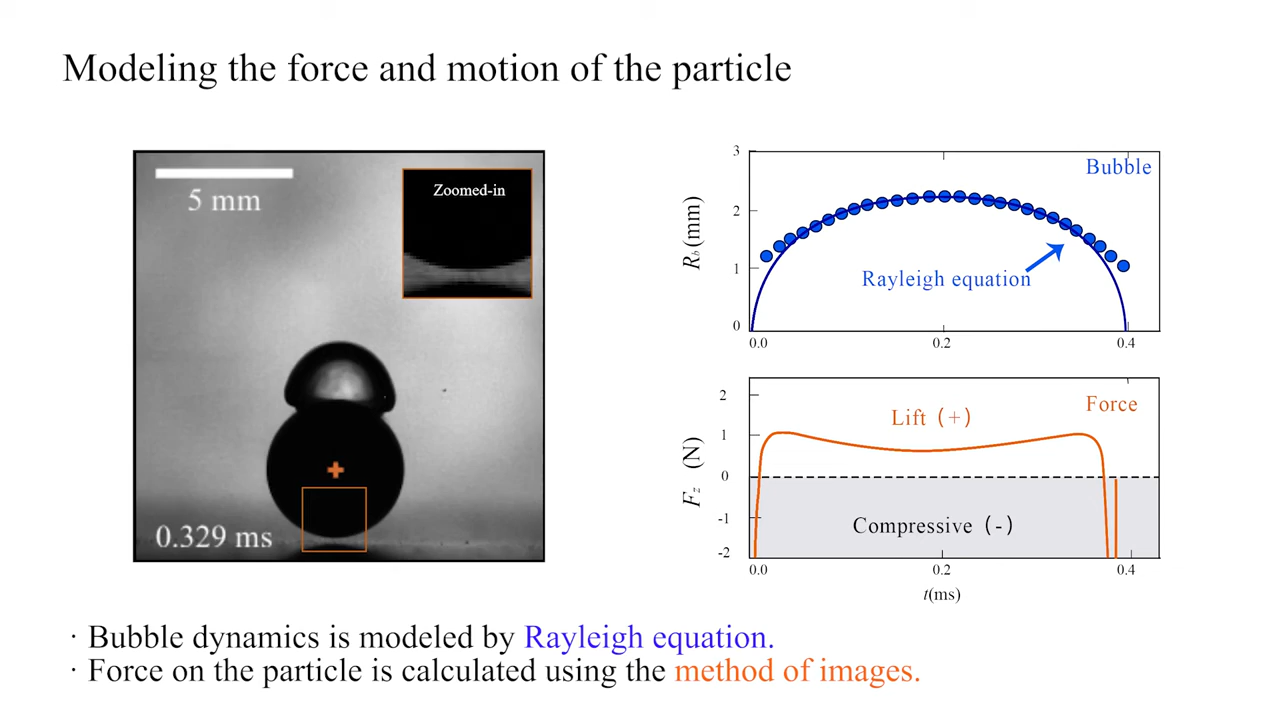 Modeling the force and motion of the particle
5 mm
Zoomed-in
0.329 ms
3
2
1
0
R_b (mm)
Bubble
Rayleigh equation
0.0
0.2
0.4
2
1
0
-1
-2
F_z (N)
Force
Lift (+)
Compressive (-)
0.0
0.2
0.4
t(ms)
· Bubble dynamics is modeled by Rayleigh equation.
· Force on the particle is calculated using the method of images.